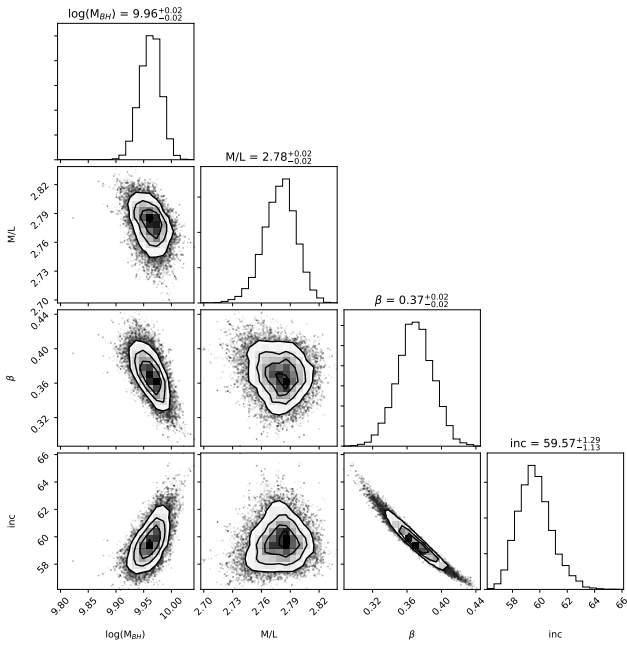 log(M_BH) = 9.96 +0.02 −0.02
M/L = 2.78 +0.02 −0.02
2.82
2.79
2.76
2.73
2.70
M/L
β = 0.37 +0.02 −0.02
0.44
0.40
0.36
0.32
β
inc = 59.57 +1.29 −1.13
66
64
62
60
58
inc
9.80 9.85 9.90 9.95 10.00
2.70 2.73 2.76 2.79 2.82
0.32 0.36 0.40 0.44
58 60 62 64 66
log(M_BH) M/L β inc